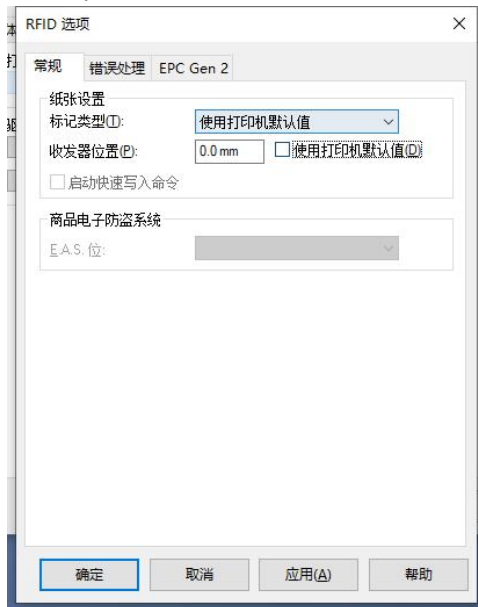 RFID 选项
常规 错误处理 EPC Gen 2
纸张设置
标记类型(T): 使用打印机默认值
收发器位置(P): 0.0 mm 使用打印机默认值(D)
启动快速写入命令
商品电子防盗系统
E.A.S. 位:
确定 取消 应用(A) 帮助